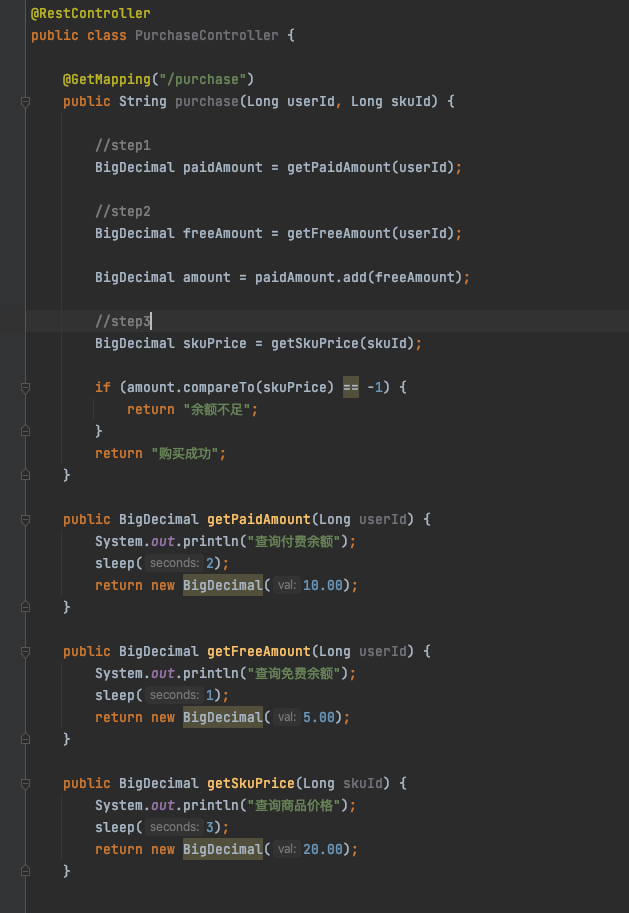 @RestController
public class PurchaseController {
@GetMapping("/purchase")
public String purchase(Long userId, Long skuId) {
//step1
BigDecimal paidAmount = getPaidAmount(userId);
//step2
BigDecimal freeAmount = getFreeAmount(userId);
BigDecimal amount = paidAmount.add(freeAmount);
//step3
BigDecimal skuPrice = getSkuPrice(skuId);
if (amount.compareTo(skuPrice) == -1) {
return "余额不足";
}
return "购买成功";
}
public BigDecimal getPaidAmount(Long userId) {
System.out.println("查询付费余额");
sleep( seconds: 2);
return new BigDecimal( val: 10.00);
}
public BigDecimal getFreeAmount(Long userId) {
System.out.println("查询免费余额");
sleep( seconds: 1);
return new BigDecimal( val: 5.00);
}
public BigDecimal getSkuPrice(Long skuId) {
System.out.println("查询商品价格");
sleep( seconds: 3);
return new BigDecimal( val: 20.00);
}